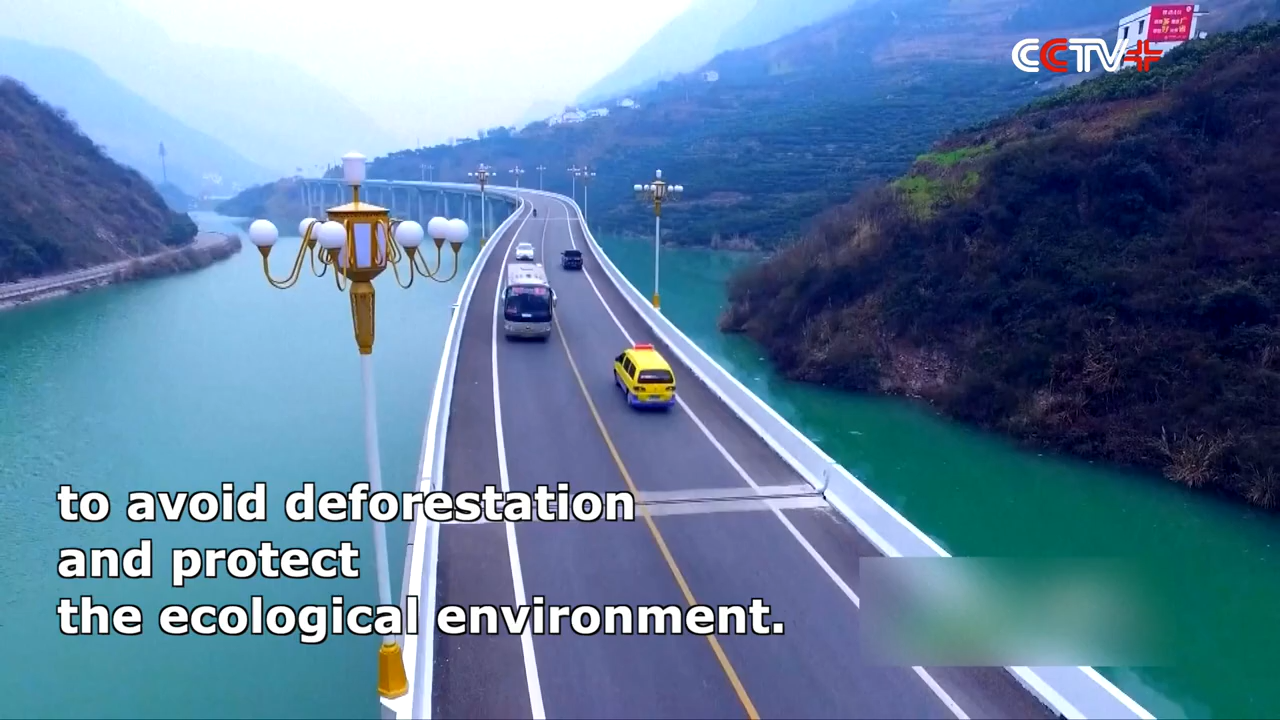 CCTV+
to avoid deforestation
and protect
the ecological environment.